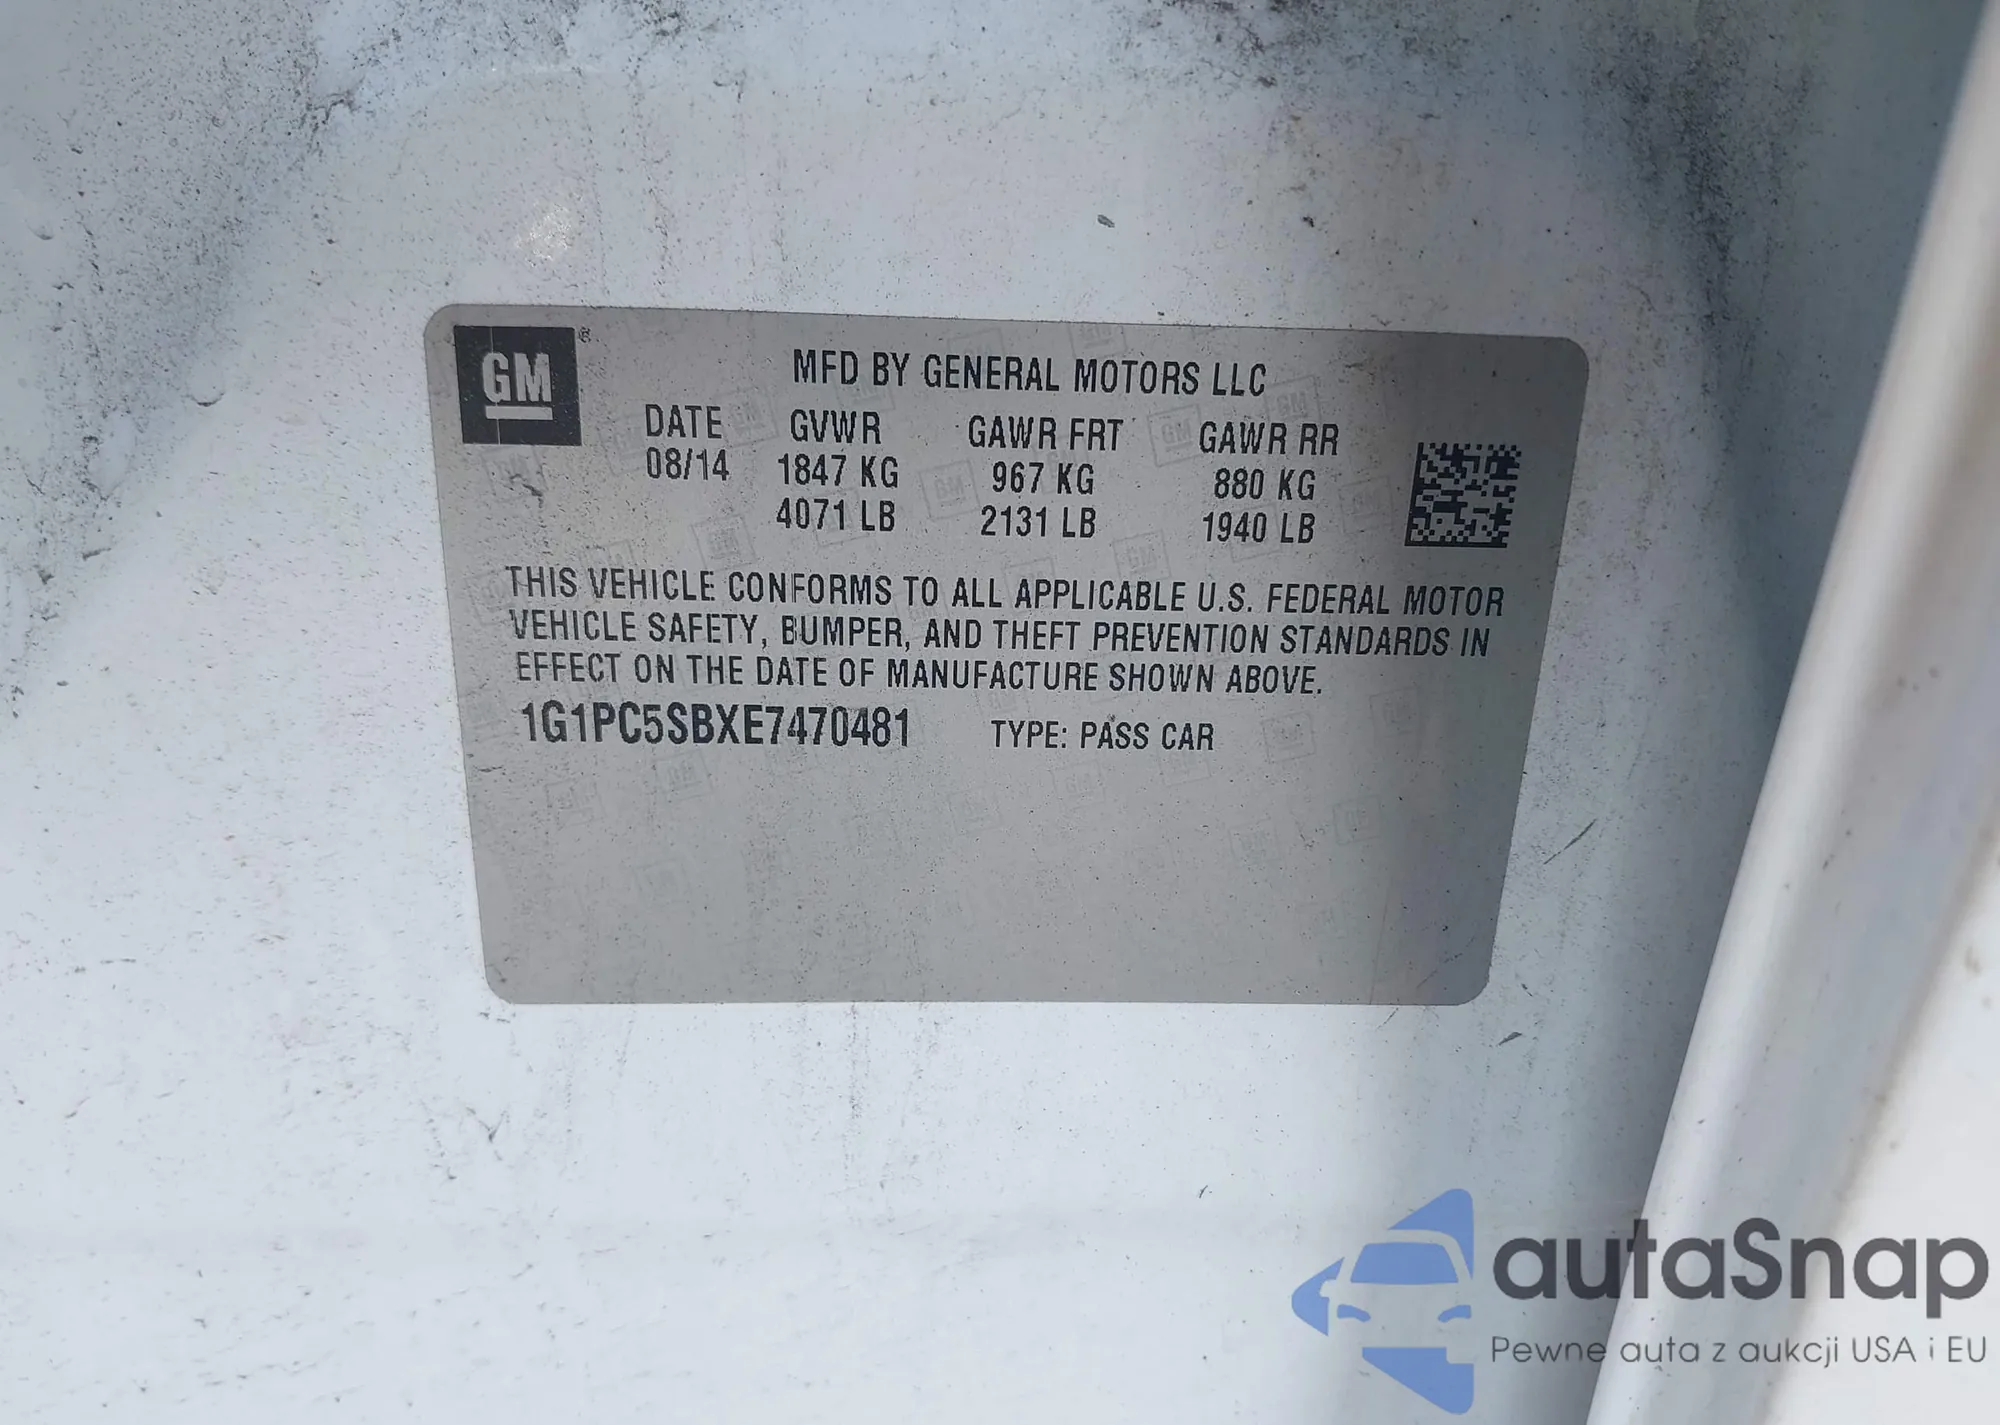 GM ®
MFD BY GENERAL MOTORS LLC
DATE GVWR GAWR FRT GAWR RR
08/14 1847 KG 967 KG 880 KG
4071 LB 2131 LB 1940 LB
THIS VEHICLE CONFORMS TO ALL APPLICABLE U.S. FEDERAL MOTOR
VEHICLE SAFETY, BUMPER, AND THEFT PREVENTION STANDARDS IN
EFFECT ON THE DATE OF MANUFACTURE SHOWN ABOVE.
1G1PC5SBXE7470481 TYPE: PASS CAR
autaSnap
Pewne auta z aukcji USA i EU